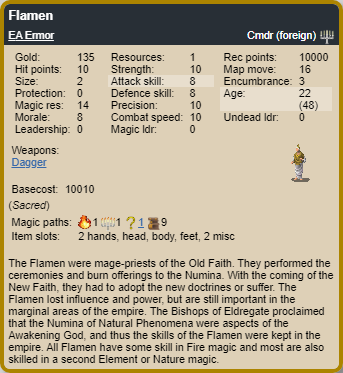 Flamen
EA Ermor Cmdr (foreign)
Gold: 135 Resources: 1 Rec points: 10000
Hit points: 10 Strength: 10 Map move: 16
Size: 2 Attack skill: 8 Encumbrance: 3
Protection: 0 Defence skill: 8 Age: 22
Magic res: 14 Precision: 10 (48)
Morale: 8 Combat speed: 10 Undead ldr: 0
Leadership: 0 Magic ldr: 0
Weapons:
Dagger
Basecost: 10010
(Sacred)
Magic paths: 1 1 ?1 9
Item slots: 2 hands, head, body, feet, 2 misc
The Flamen were mage-priests of the Old Faith. They performed the
ceremonies and burn offerings to the Numina. With the coming of the
New Faith, they had to adopt the new doctrines or suffer. The
Flamen lost influence and power, but are still important in the
marginal areas of the empire. The Bishops of Eldregate proclaimed
that the Numina of Natural Phenomena were aspects of the
Awakening God, and thus the skills of the Flamens were kept in the
empire. All Flamen have some skill in Fire magic and most are also
skilled in a second Element or Nature magic.